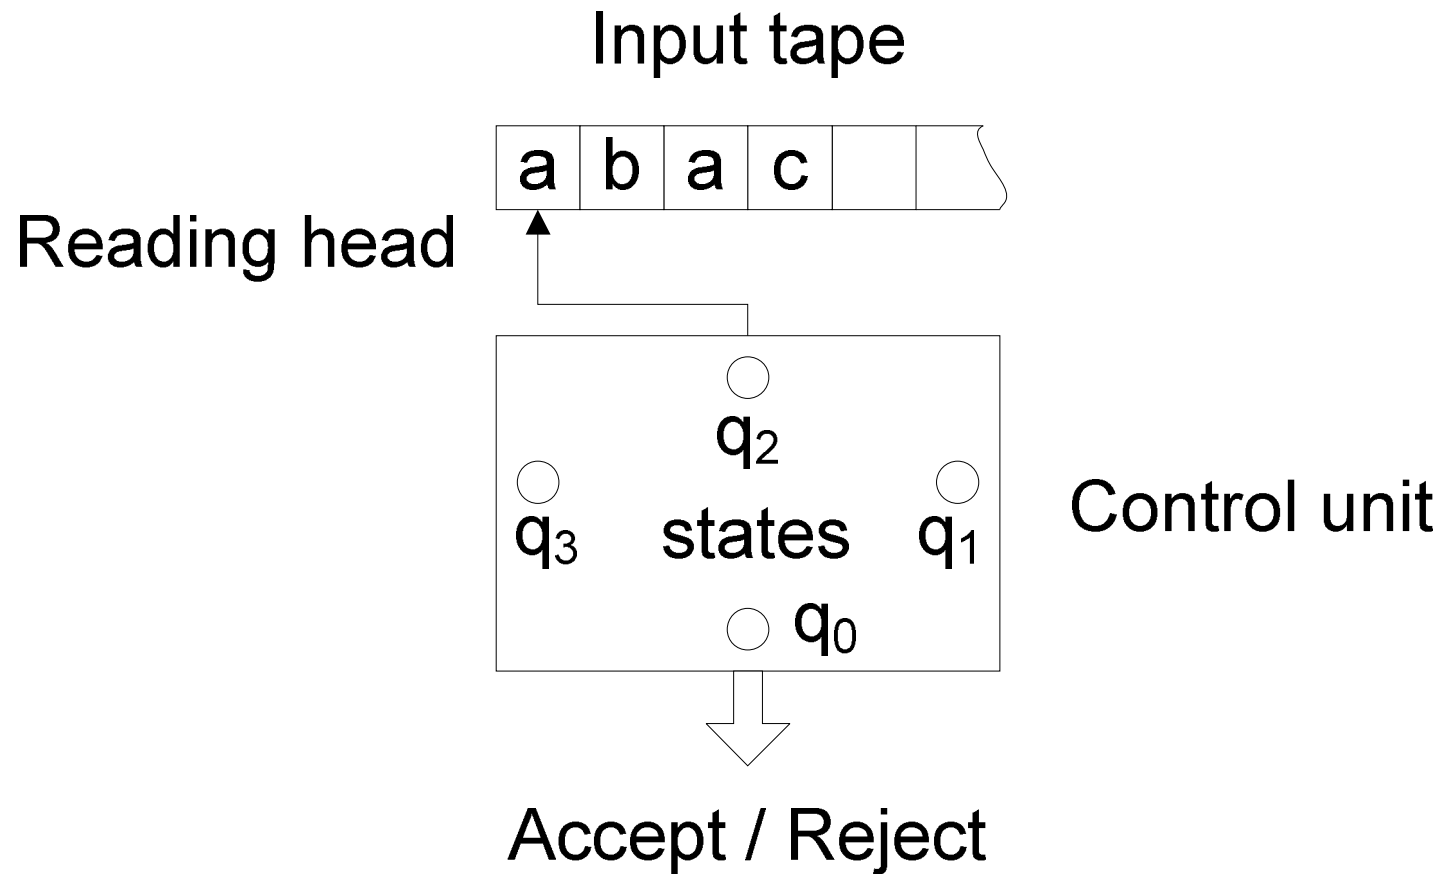 Input tape
a b a c
Reading head
q2
q3 states q1
Control unit
q0
Accept / Reject